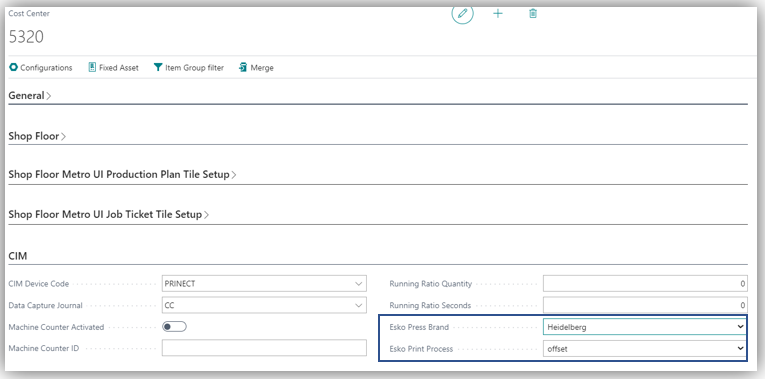 Cost Center
5320
Configurations Fixed Asset Item Group filter Merge
General
Shop Floor
Shop Floor Metro UI Production Plan Tile Setup
Shop Floor Metro UI Job Ticket Tile Setup
CIM
CIM Device Code PRINECT Running Ratio Quantity 0
Data Capture Journal CC Running Ratio Seconds 0
Machine Counter Activated Esko Press Brand Heidelberg
Machine Counter ID Esko Print Process offset